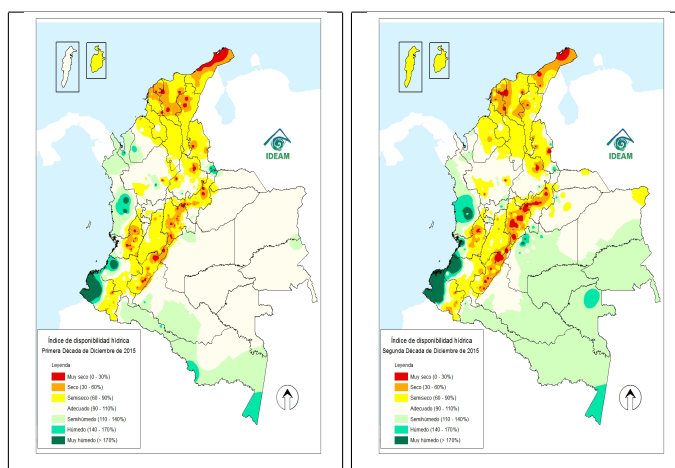 IDEAM
Índice de disponibilidad hídrica
Primera Década de Diciembre de 2015
Leyenda
Muy seco (0 - 30%)
Seco (30 - 60%)
Semiseco (60 - 90%)
Adecuado (90 - 110%)
Semihúmedo (110 - 140%)
Húmedo (140 - 170%)
Muy húmedo (> 170%)
IDEAM
Índice de disponibilidad hídrica
Segunda Década de Diciembre de 2015
Leyenda
Muy seco (0 - 30%)
Seco (30 - 60%)
Semiseco (60 - 90%)
Adecuado (90 - 110%)
Semihúmedo (110 - 140%)
Húmedo (140 - 170%)
Muy húmedo (> 170%)